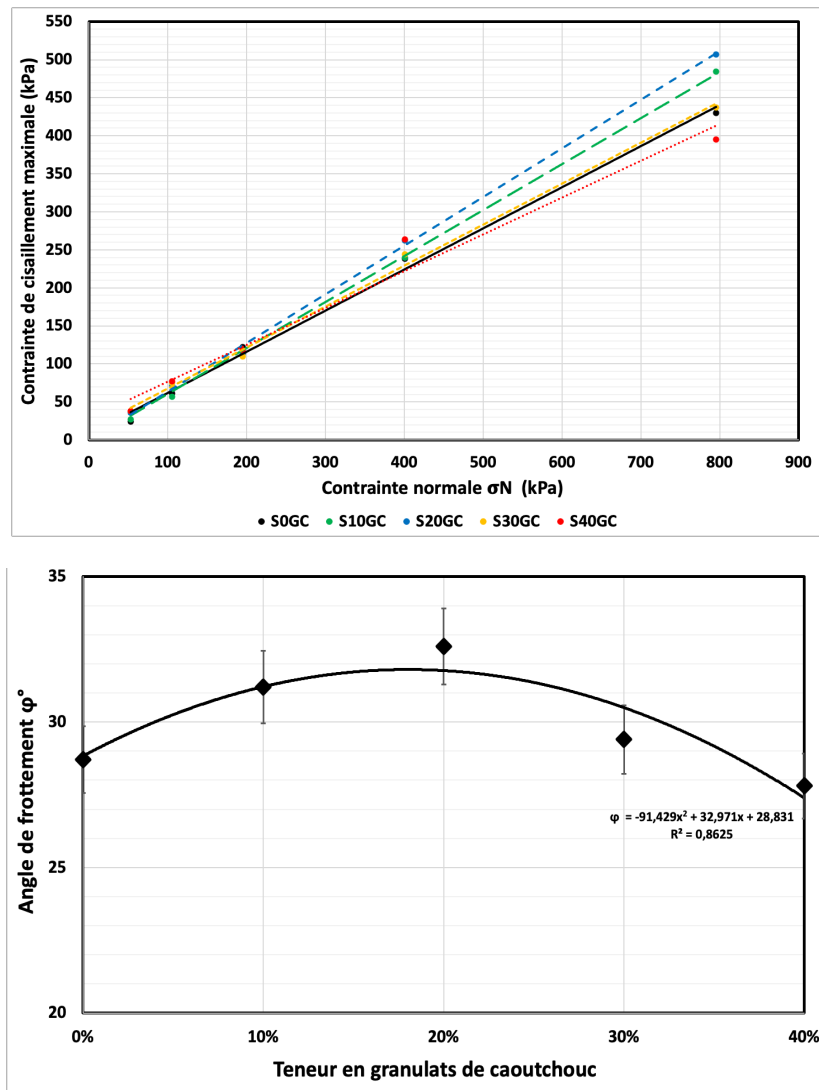 Contrainte de cisaillement maximale (kPa)
550
500
450
400
350
300
250
200
150
100
50
0
0 100 200 300 400 500 600 700 800 900
Contrainte normale σN (kPa)
S0GC S10GC S20GC S30GC S40GC
Angle de frottement φ°
35
30
25
20
φ = -91,429x² + 32,971x + 28,831
R² = 0,8625
0% 10% 20% 30% 40%
Teneur en granulats de caoutchouc